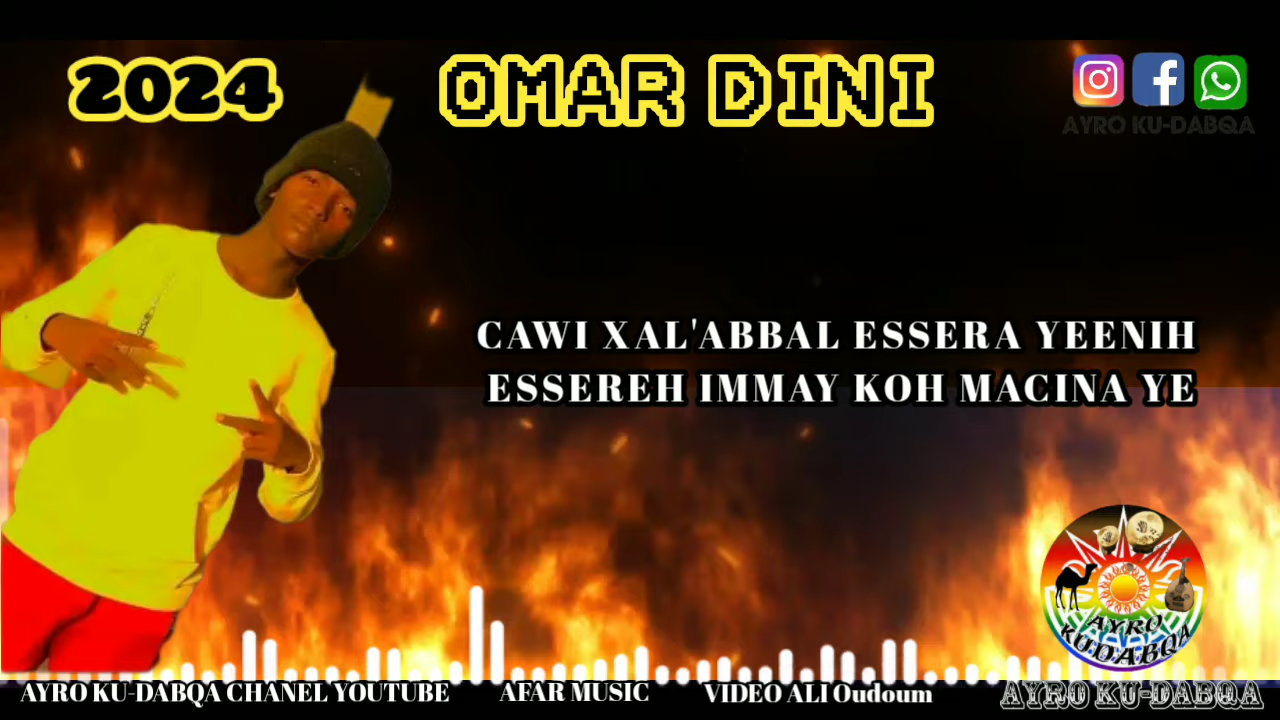 2024
OMAR DINI
AYRO KU-DABQA
CAWI XAL'ABBAL ESSERA YEENIH
ESSEREH IMMAY KOH MACINA YE
AYRO
KU-DABQA
AYRO KU-DABQA CHANEL YOUTUBE
AFAR MUSIC
VIDEO ALI Oudoum
AYRO KU-DABQA